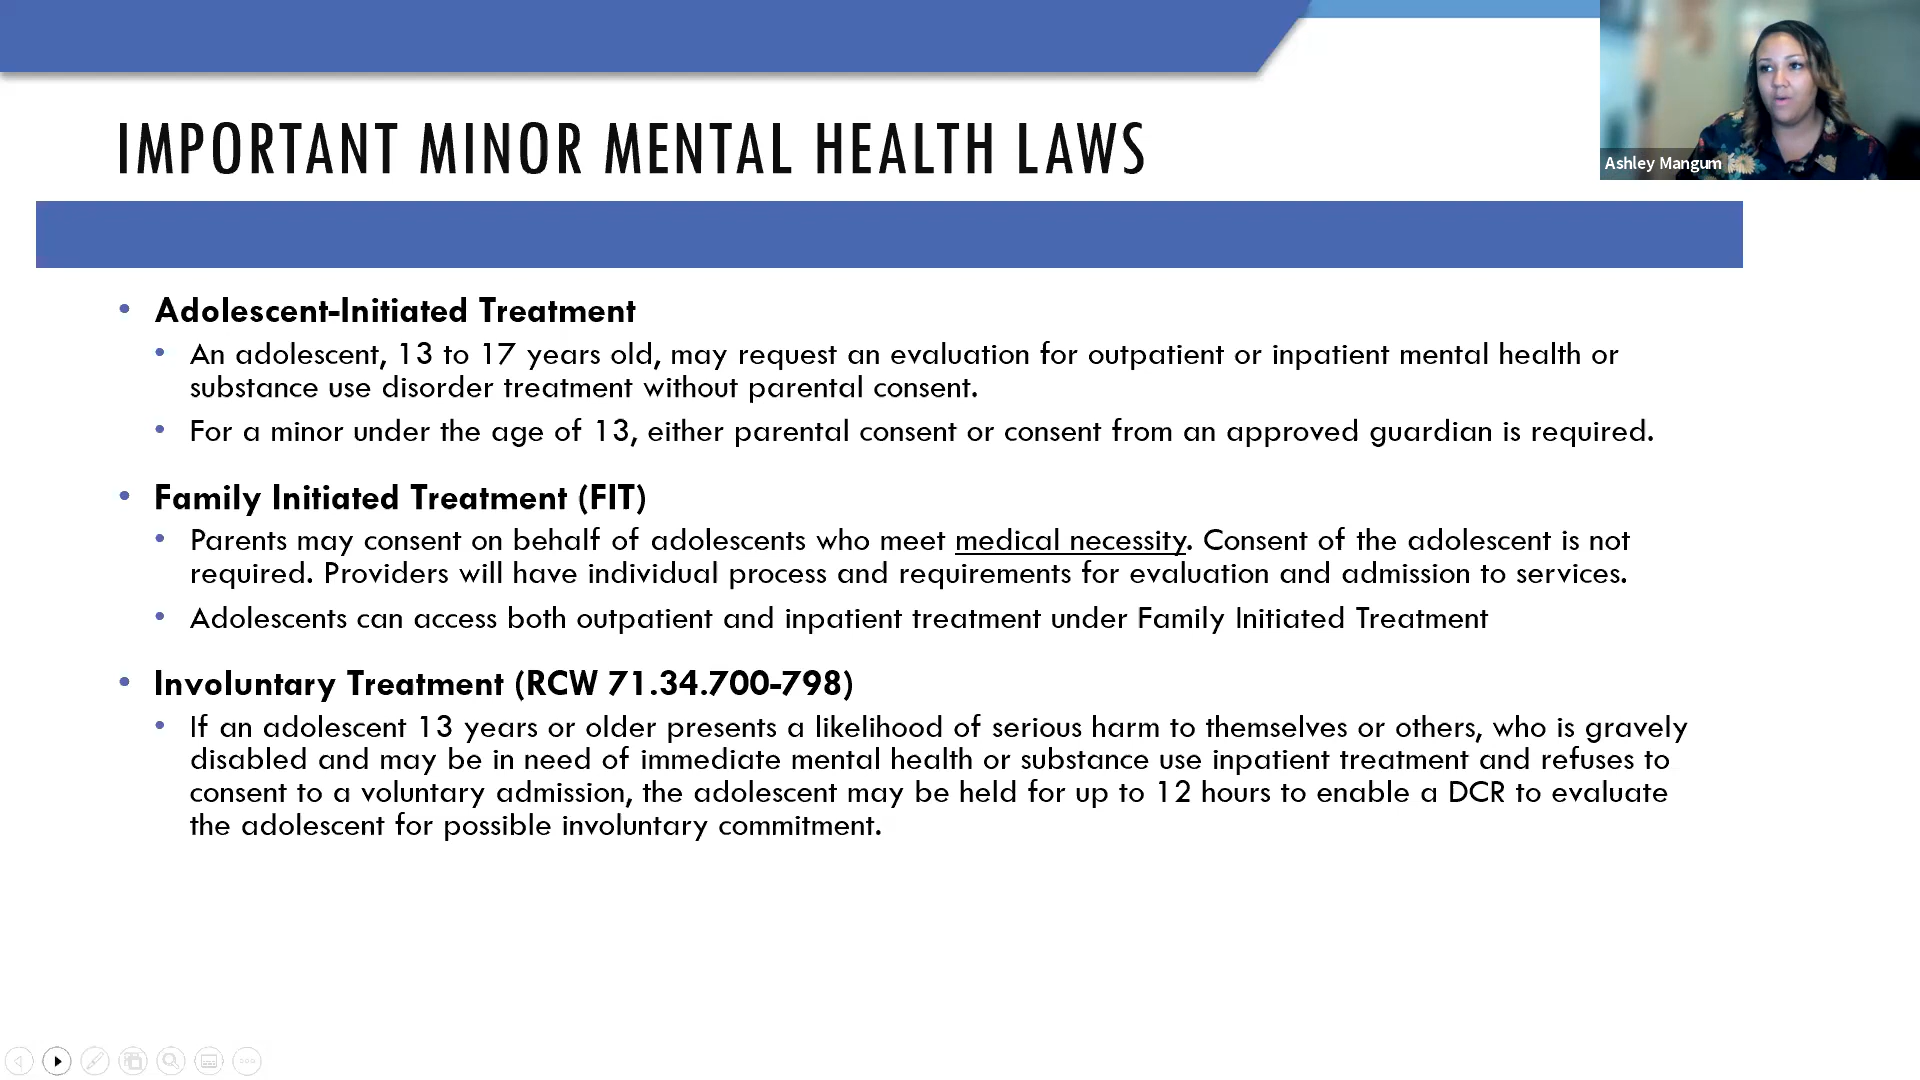 Ashley Mangum
IMPORTANT MINOR MENTAL HEALTH LAWS
• Adolescent-Initiated Treatment
• An adolescent, 13 to 17 years old, may request an evaluation for outpatient or inpatient mental health or
substance use disorder treatment without parental consent.
• For a minor under the age of 13, either parental consent or consent from an approved guardian is required.
• Family Initiated Treatment (FIT)
• Parents may consent on behalf of adolescents who meet medical necessity. Consent of the adolescent is not
required. Providers will have individual process and requirements for evaluation and admission to services.
• Adolescents can access both outpatient and inpatient treatment under Family Initiated Treatment
• Involuntary Treatment (RCW 71.34.700-798)
• If an adolescent 13 years or older presents a likelihood of serious harm to themselves or others, who is gravely
disabled and may be in need of immediate mental health or substance use inpatient treatment and refuses to
consent to a voluntary admission, the adolescent may be held for up to 12 hours to enable a DCR to evaluate
the adolescent for possible involuntary commitment.